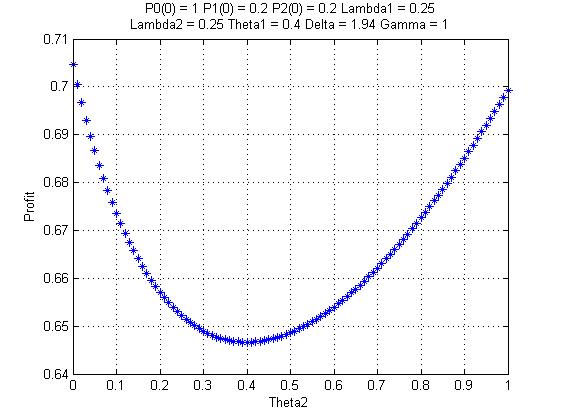 P0(0) = 1 P1(0) = 0.2 P2(0) = 0.2 Lambda1 = 0.25
Lambda2 = 0.25 Theta1 = 0.4 Delta = 1.94 Gamma = 1
0.71
0.7
0.69
0.68
0.67
0.66
0.65
0.64
Profit
0 0.1 0.2 0.3 0.4 0.5 0.6 0.7 0.8 0.9 1
Theta2